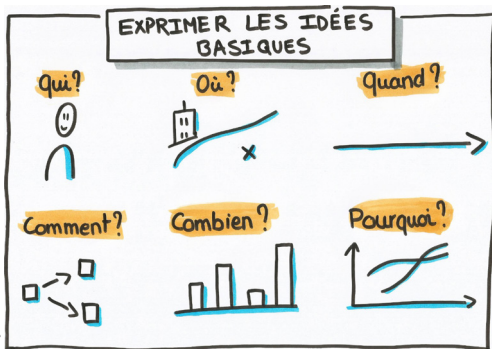 EXPRIMER LES IDÉES
BASIQUES
Qui?
Où?
Quand?
Comment?
Combien?
Pourquoi?